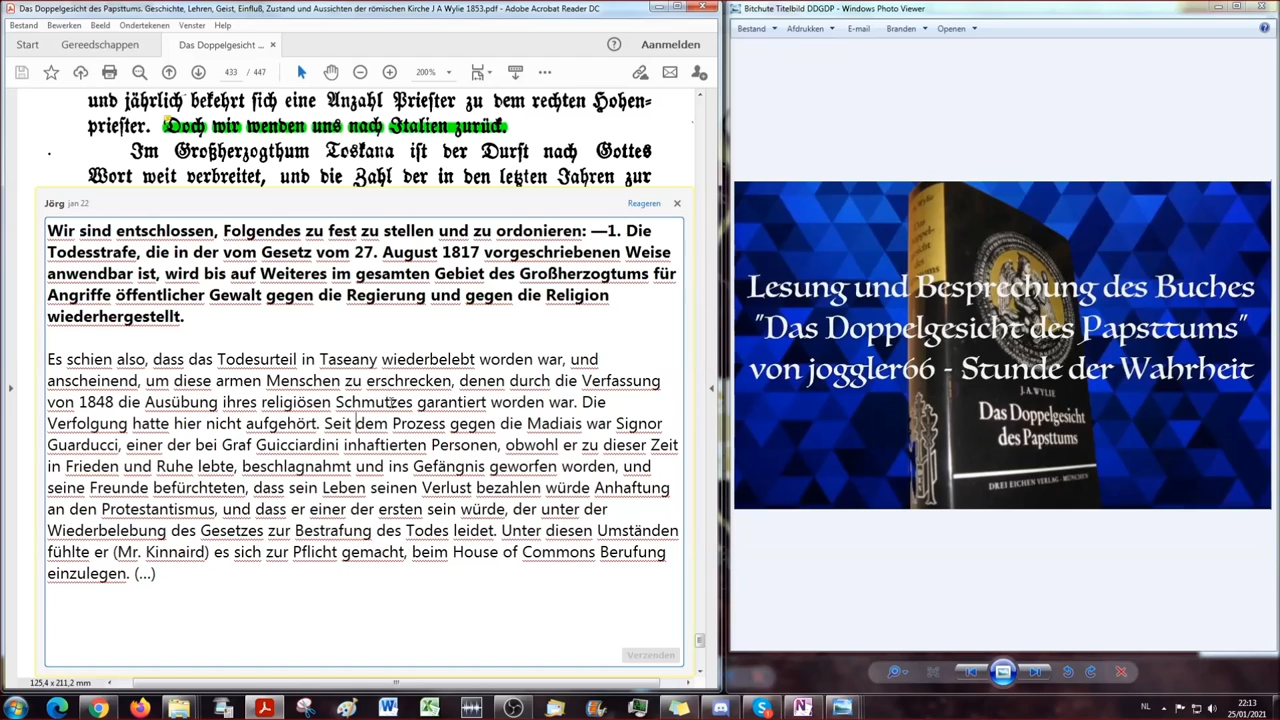 Das Doppelgesicht des Papsttums. Geschichte, Lehren, Geist, Einfluß, Zustand und Aussichten der römischen Kirche J A Wylie 1853.pdf - Adobe Acrobat Reader DC
Bestand Bewerken Beeld Ondertekenen Venster Help
Start Gereedschappen Das Doppelgesicht ... × Aanmelden
433 / 447 200%
und jährlich bekehrt sich eine Anzahl Priester zu dem rechten Hohen-
priester. Doch wir wenden uns nach Italien zurück.
Im Großherzogthum Toskana ist der Durst nach Gottes
Wort weit verbreitet, und die Zahl der in den letzten Jahren zur
Jörg jan 22 Reageren
Wir sind entschlossen, Folgendes zu fest zu stellen und zu ordonieren: —1. Die
Todesstrafe, die in der vom Gesetz vom 27. August 1817 vorgeschriebenen Weise
anwendbar ist, wird bis auf Weiteres im gesamten Gebiet des Großherzogtums für
Angriffe öffentlicher Gewalt gegen die Regierung und gegen die Religion
wiederhergestellt.
Es schien also, dass das Todesurteil in Taseany wiederbelebt worden war, und
anscheinend, um diese armen Menschen zu erschrecken, denen durch die Verfassung
von 1848 die Ausübung ihres religiösen Schmutzes garantiert worden war. Die
Verfolgung hatte hier nicht aufgehört. Seit dem Prozess gegen die Madiais war Signor
Guarducci, einer der bei Graf Guicciardini inhaftierten Personen, obwohl er zu dieser Zeit
in Frieden und Ruhe lebte, beschlagnahmt und ins Gefängnis geworfen worden, und
seine Freunde befürchteten, dass sein Leben seinen Verlust bezahlen würde Anhaftung
an den Protestantismus, und dass er einer der ersten sein würde, der unter der
Wiederbelebung des Gesetzes zur Bestrafung des Todes leidet. Unter diesen Umständen
fühlte er (Mr. Kinnaird) es sich zur Pflicht gemacht, beim House of Commons Berufung
einzulegen. (...)
Verzenden
125,4 x 211,2 mm
Bitchute Titelbild DDGDP - Windows Photo Viewer
Bestand Afdrukken E-mail Branden Openen
Lesung und Besprechung des Buches
"Das Doppelgesicht des Papsttums"
von joggler66 - Stunde der Wahrheit
J.A.WYLIE
Das Doppelgesicht
des Papsttums
DREI EICHEN VERLAG · MÜNCHEN
NL 22:13
25/01/2021